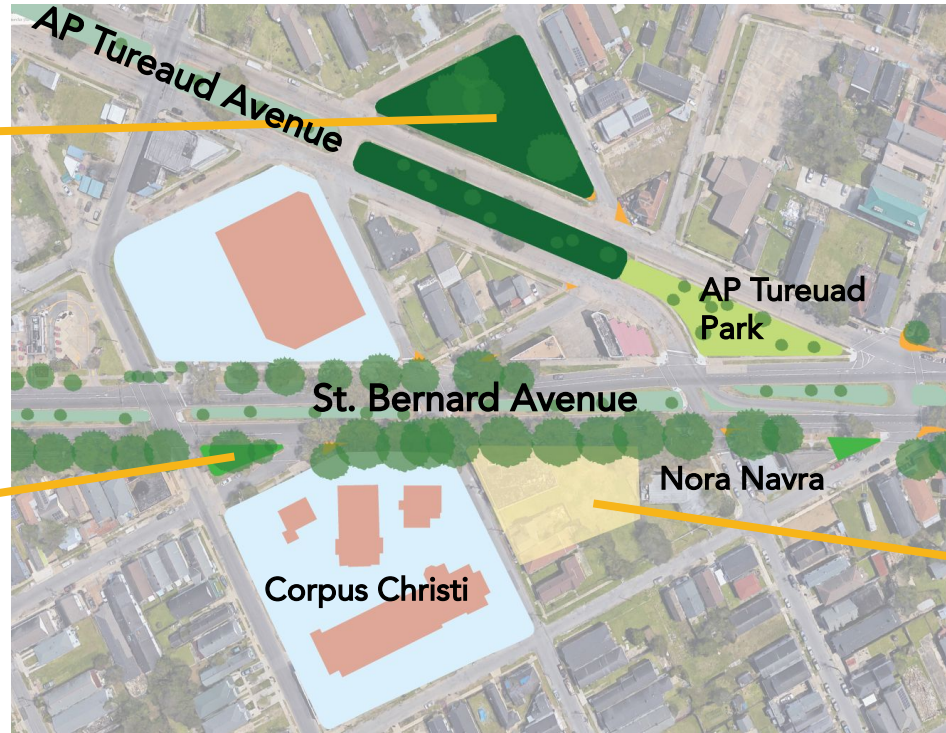 AP Tureaud Avenue
AP Tureuad
Park
St. Bernard Avenue
Nora Navra
Corpus Christi